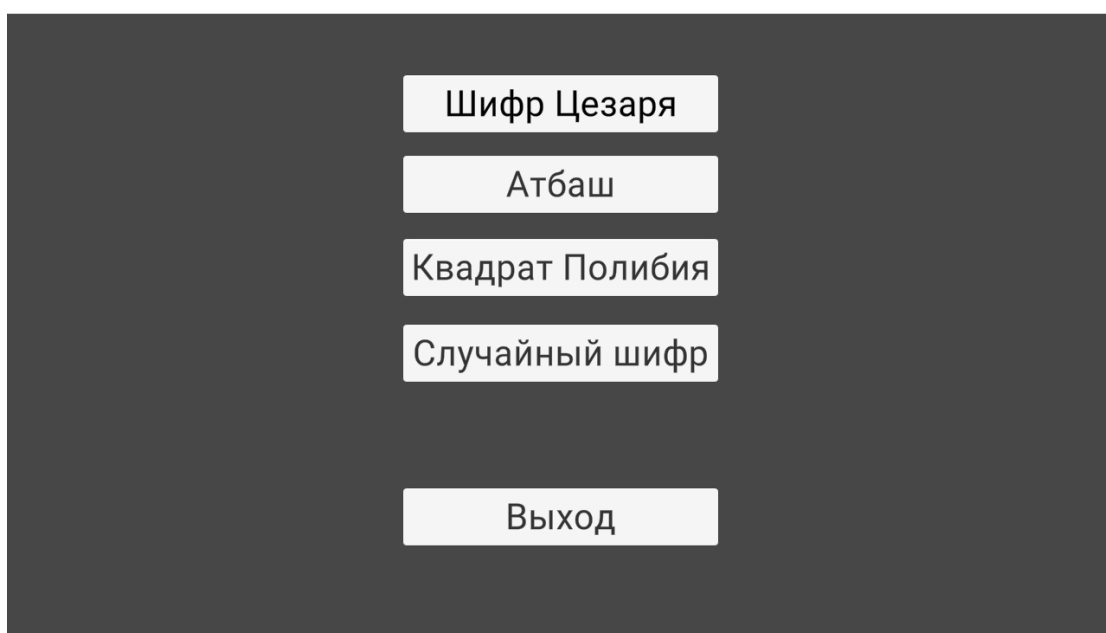 Шифр Цезаря
Атбаш
Квадрат Полибия
Случайный шифр
Выход